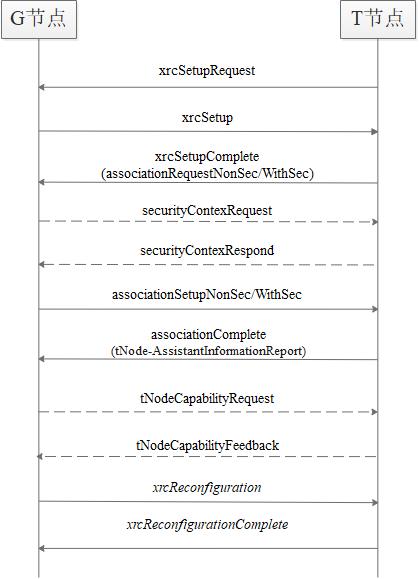 G节点
T节点
xrcSetupRequest
xrcSetup
xrcSetupComplete
(associationRequestNonSec/WithSec)
securityContexRequest
securityContexRespond
associationSetupNonSec/WithSec
associationComplete
(tNode-AssistantInformationReport)
tNodeCapabilityRequest
tNodeCapabilityFeedback
xrcReconfiguration
xrcReconfigurationComplete